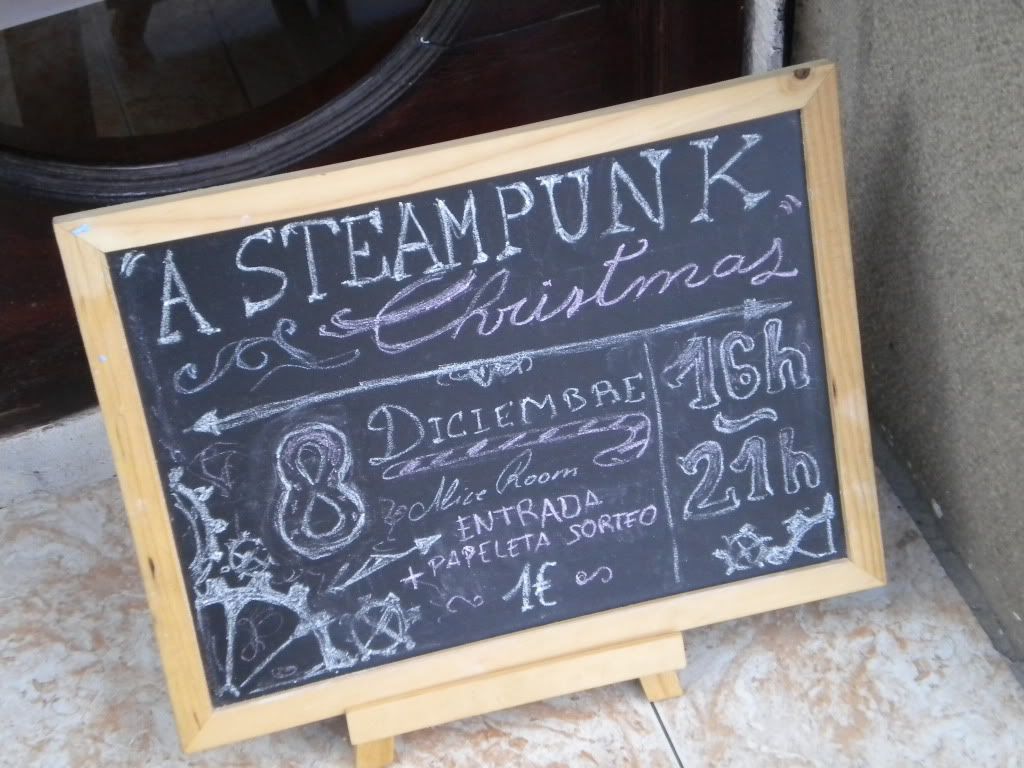 "A STEAMPUNK
Christmas"
8 DICIEMBRE
Alice Room
ENTRADA
+ PAPELETA SORTEO
1€
16h
~
21h